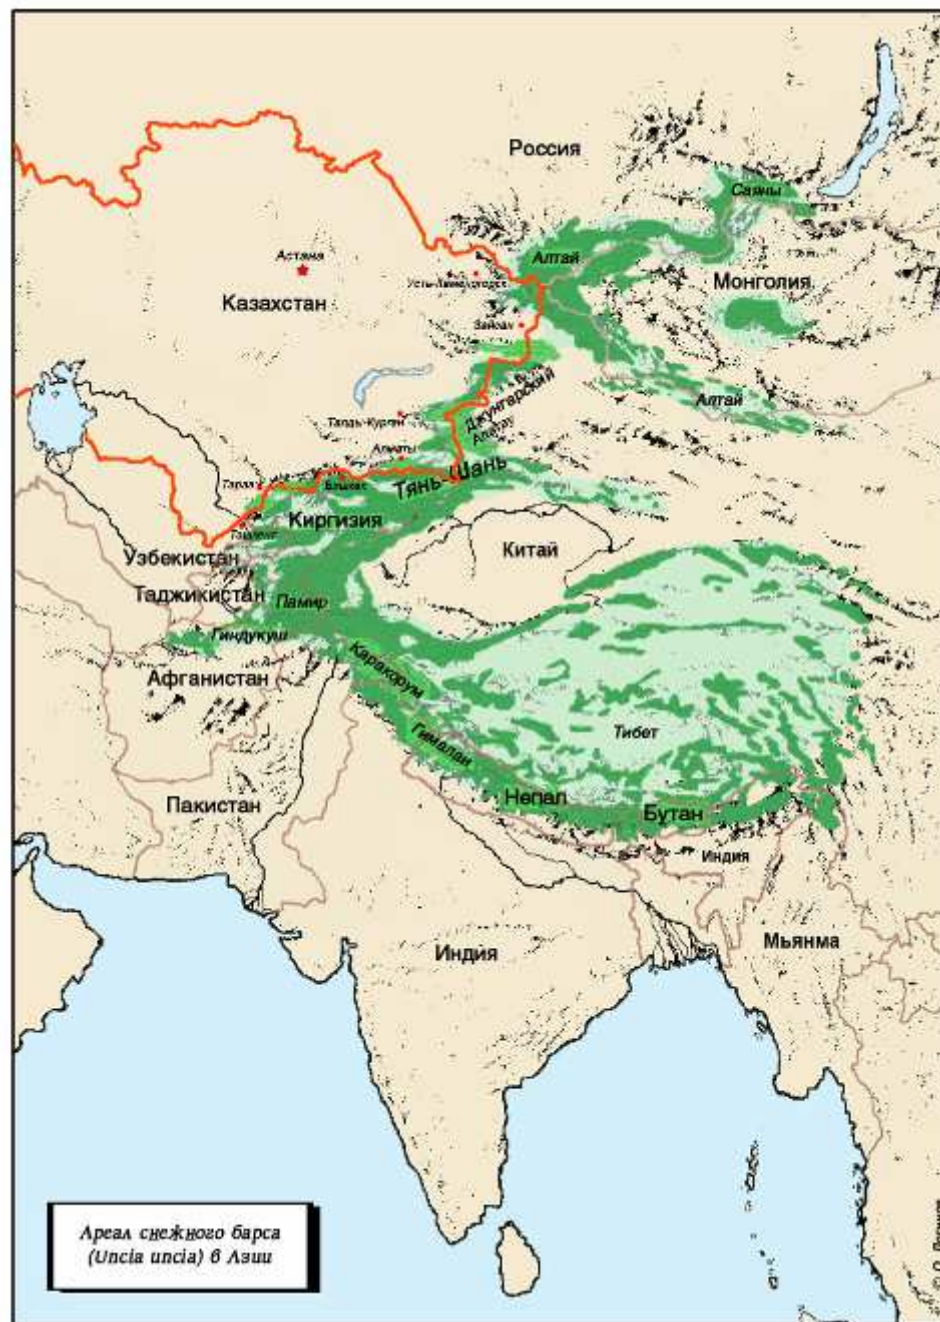 Россия
Саяны
Алтай
Астана
Монголия
Усть-Каменогорск
Казахстан
Зайсан
Джунгарский
Алатау
Алтай
Талды-Курган
Алматы
Тараз
Бишкек
Тянь-Шань
Киргизия
Ташкент
Китай
Узбекистан
Таджикистан
Памир
Гиндукуш
Каракорум
Афганистан
Гималаи
Тибет
Непал
Пакистан
Бутан
Индия
Мьянма
Индия
Ареал снежного барса
(Uncia uncia) в Азии